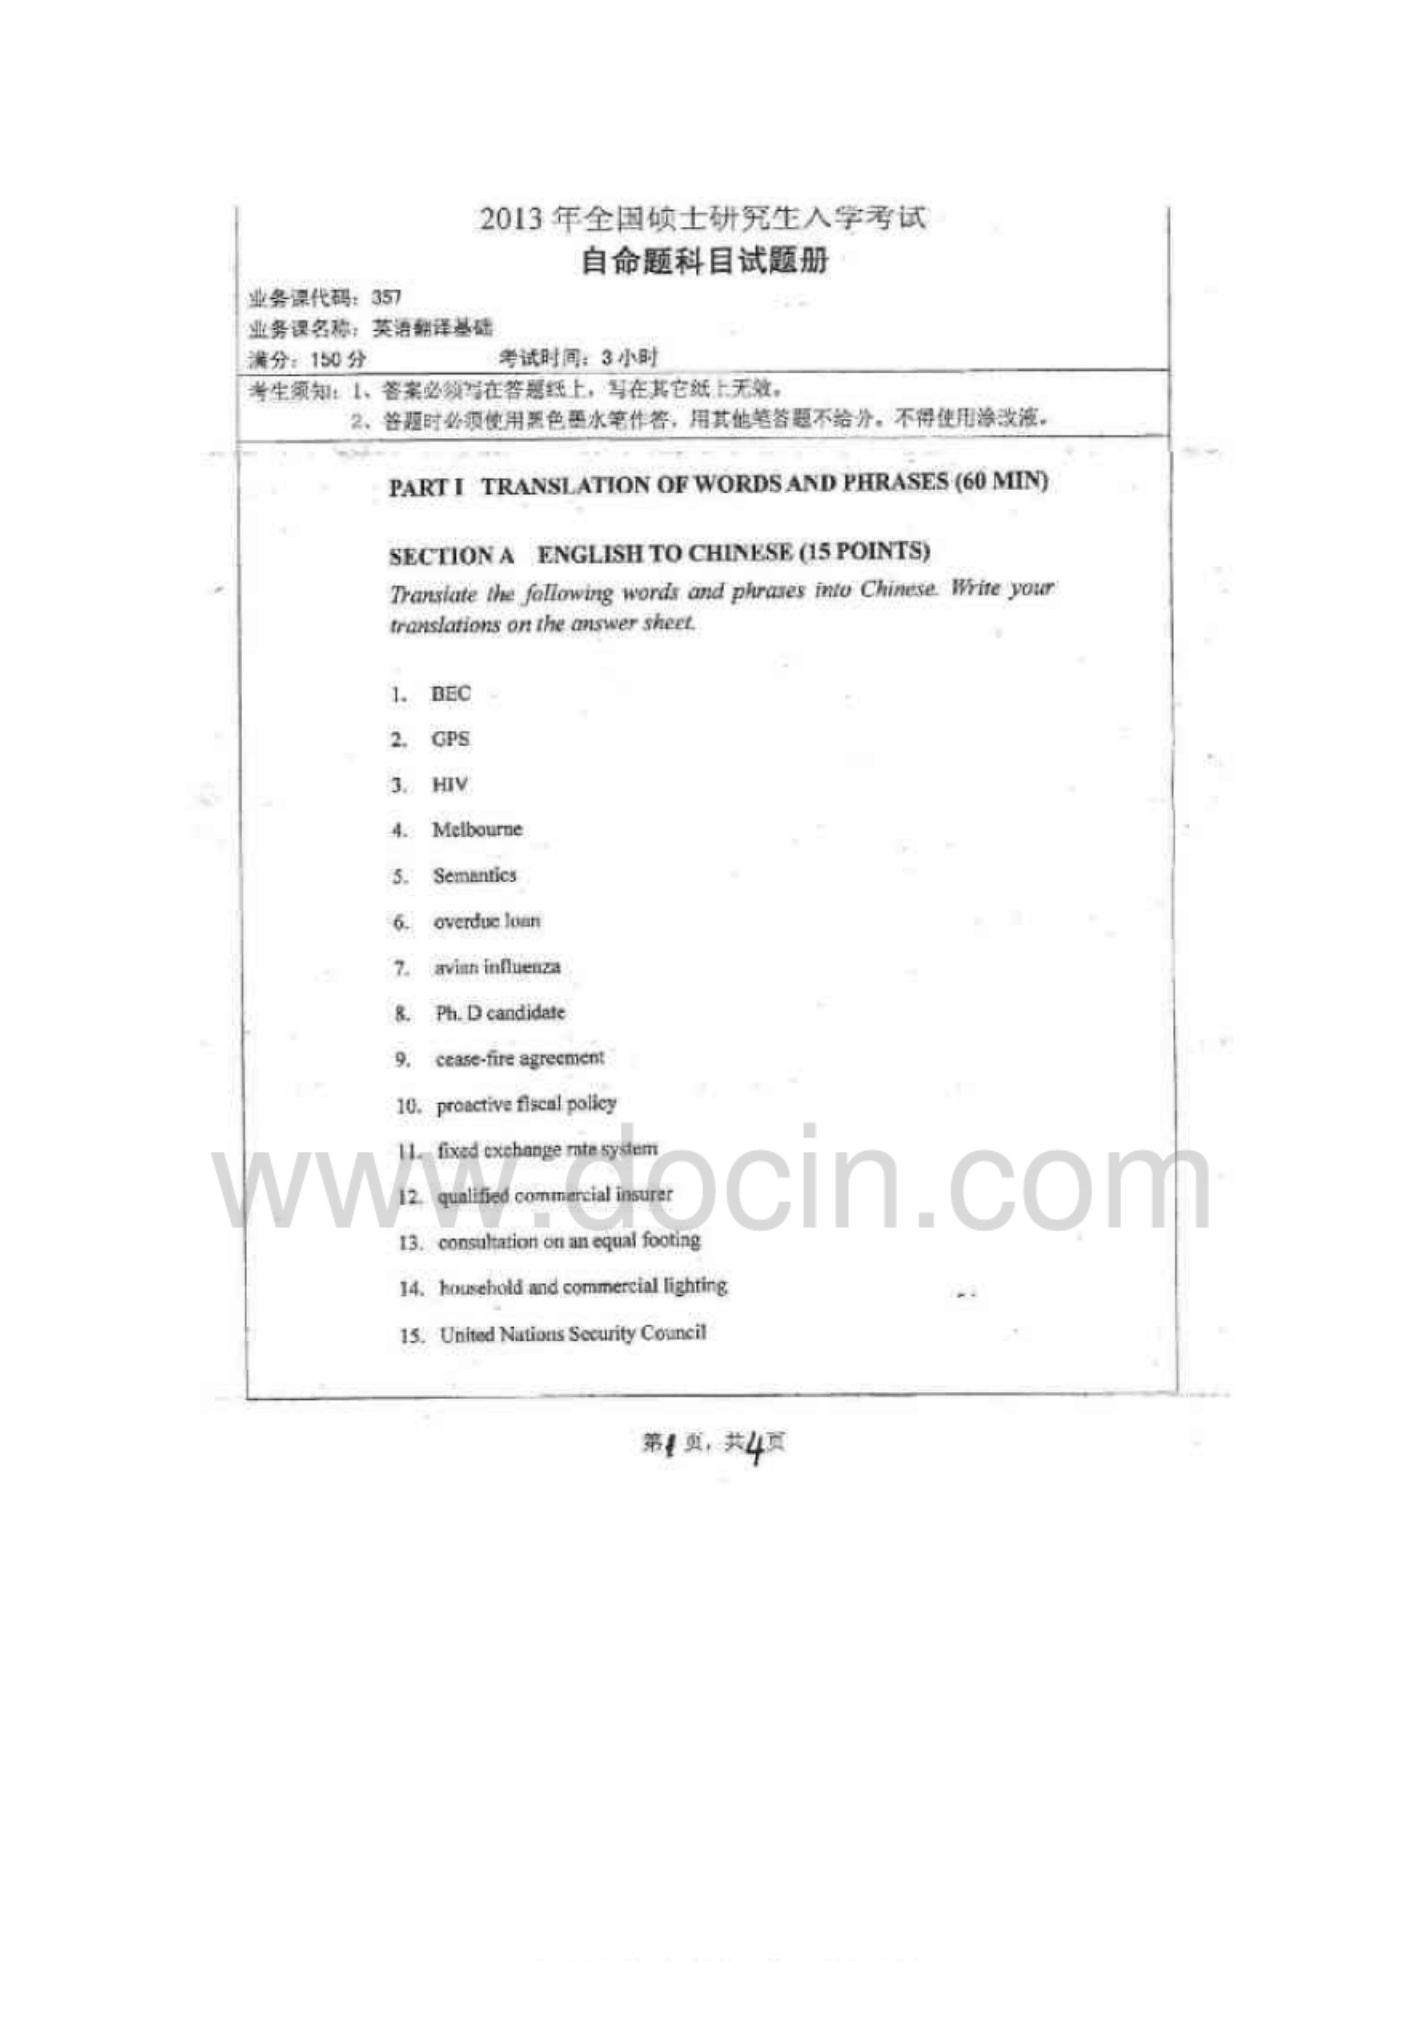 2013 年全国硕士研究生入学考试
自命题科目试题册
业务课代码：357
业务课名称：英语翻译基础
满分：150 分 考试时间：3 小时
考生须知：1、答案必须写在答题纸上，写在其它纸上无效。
2、答题时必须使用黑色墨水笔作答，用其他笔答题不给分。不得使用涂改液。
PART I TRANSLATION OF WORDS AND PHRASES (60 MIN)
SECTION A ENGLISH TO CHINESE (15 POINTS)
Translate the following words and phrases into Chinese. Write your
translations on the answer sheet.
1. BEC
2. GPS
3. HIV
4. Melbourne
5. Semantics
6. overdue loan
7. avian influenza
8. Ph. D candidate
9. cease-fire agreement
10. proactive fiscal policy
11. fixed exchange rate system
12. qualified commercial insurer
13. consultation on an equal footing
14. household and commercial lighting
15. United Nations Security Council
www.docin.com
第1页，共4页